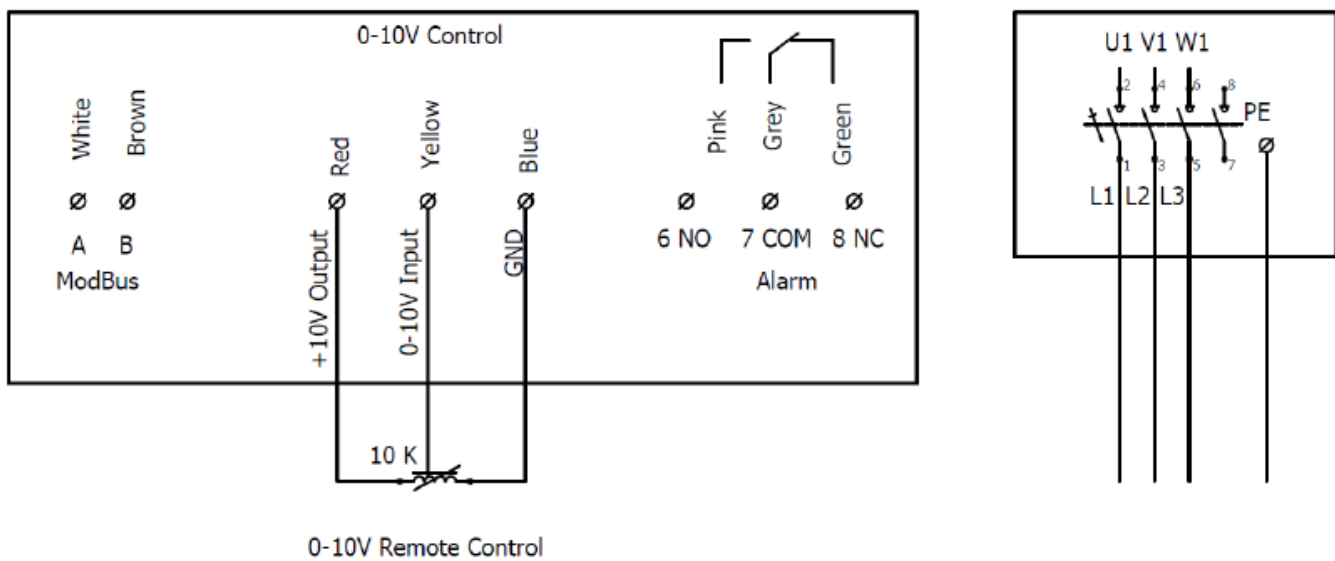 0-10V Control
White
Brown
A
B
ModBus
Red
Yellow
Blue
+10V Output
0-10V Input
GND
Pink
Grey
Green
6 NO
7 COM
8 NC
Alarm
10 K
0-10V Remote Control
U1 V1 W1
2
4
6
8
PE
1
3
5
7
L1
L2
L3